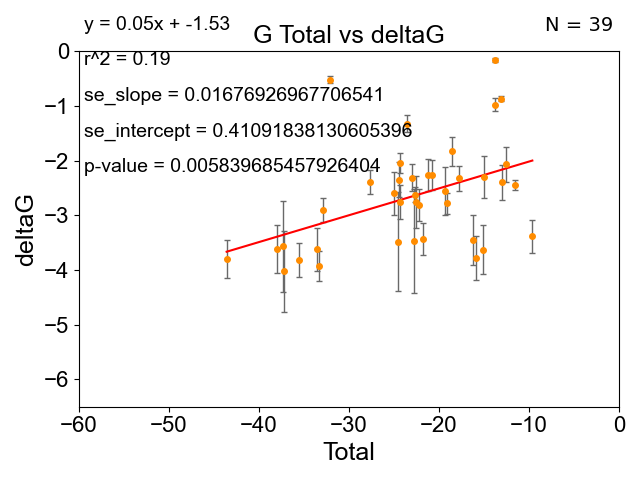 y = 0.05x + -1.53
N = 39
G Total vs deltaG
r^2 = 0.19
se_slope = 0.01676926967706541
se_intercept = 0.41091838130605396
p-value = 0.005839685457926404
0
−1
−2
−3
−4
−5
−6
deltaG
−60 −50 −40 −30 −20 −10 0
Total